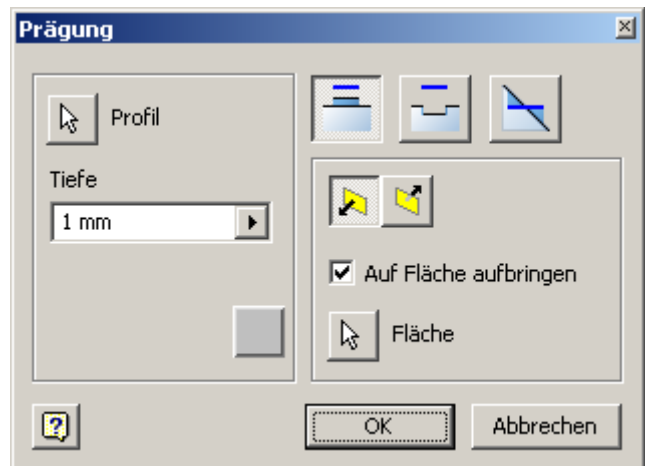 Prägung
Profil
Tiefe
1 mm
Auf Fläche aufbringen
Fläche
OK
Abbrechen